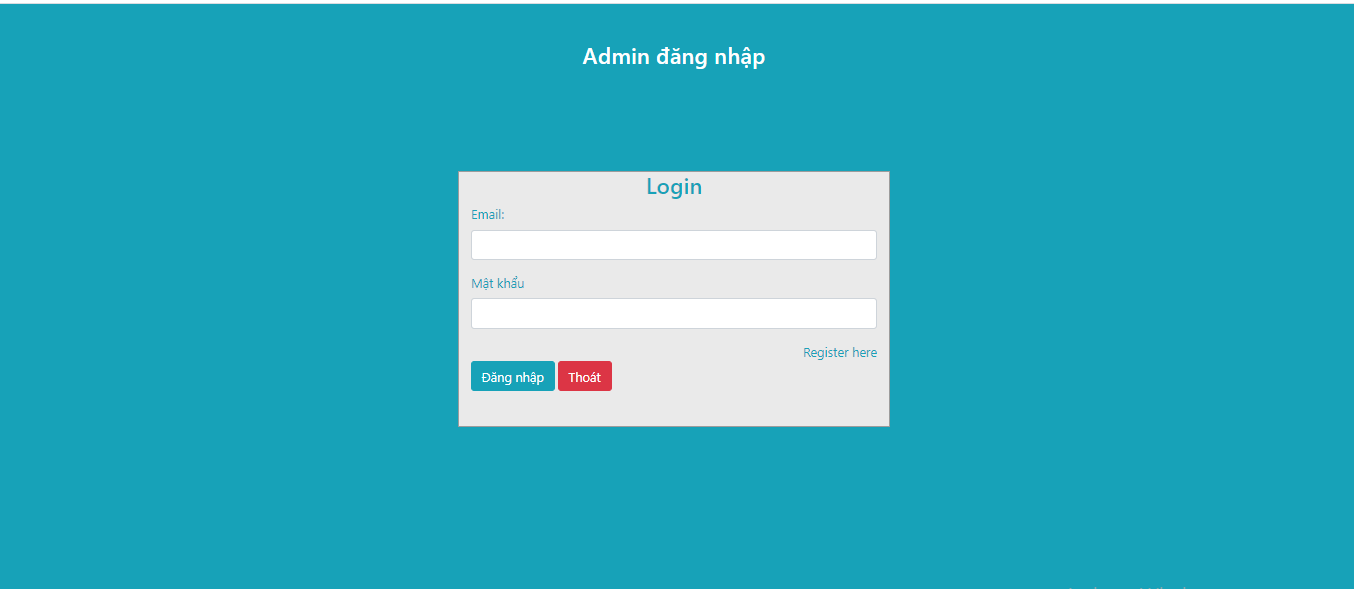 Admin đăng nhập
Login
Email:
Mật khẩu
Register here
Đăng nhập Thoát